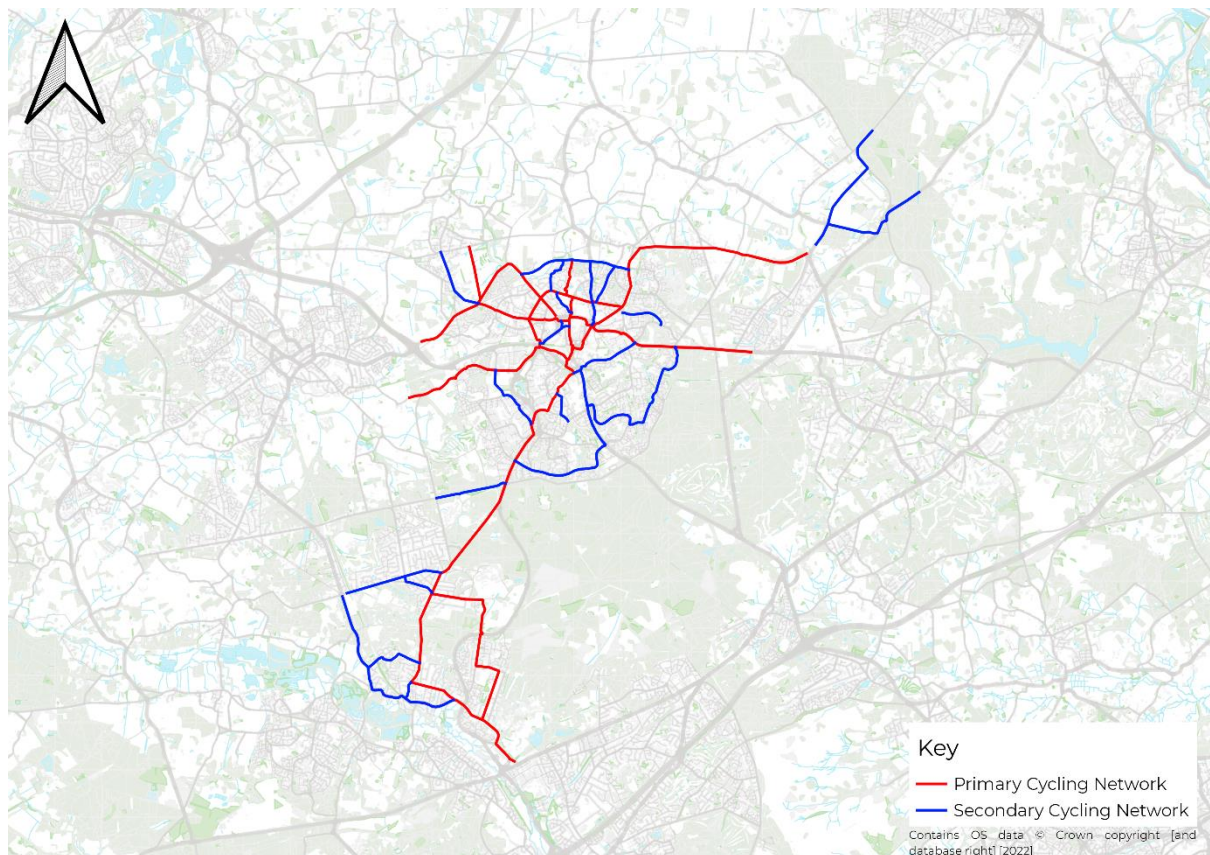 Key
Primary Cycling Network
Secondary Cycling Network
Contains OS data © Crown copyright [and
database right] [2022]